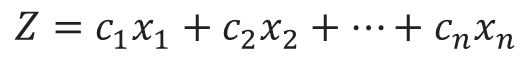 Z = c₁x₁ + c₂x₂ + ⋯ + cₙxₙ